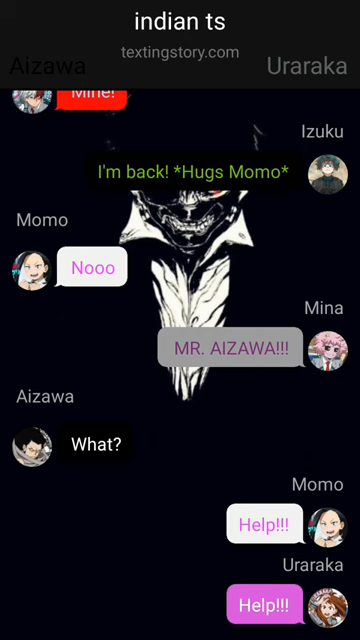 indian ts
textingstory.com
Aizawa
Uraraka
Mine!
Izuku
I'm back! *Hugs Momo*
Momo
Nooo
Mina
MR. AIZAWA!!!
Aizawa
What?
Momo
Help!!!
Uraraka
Help!!!